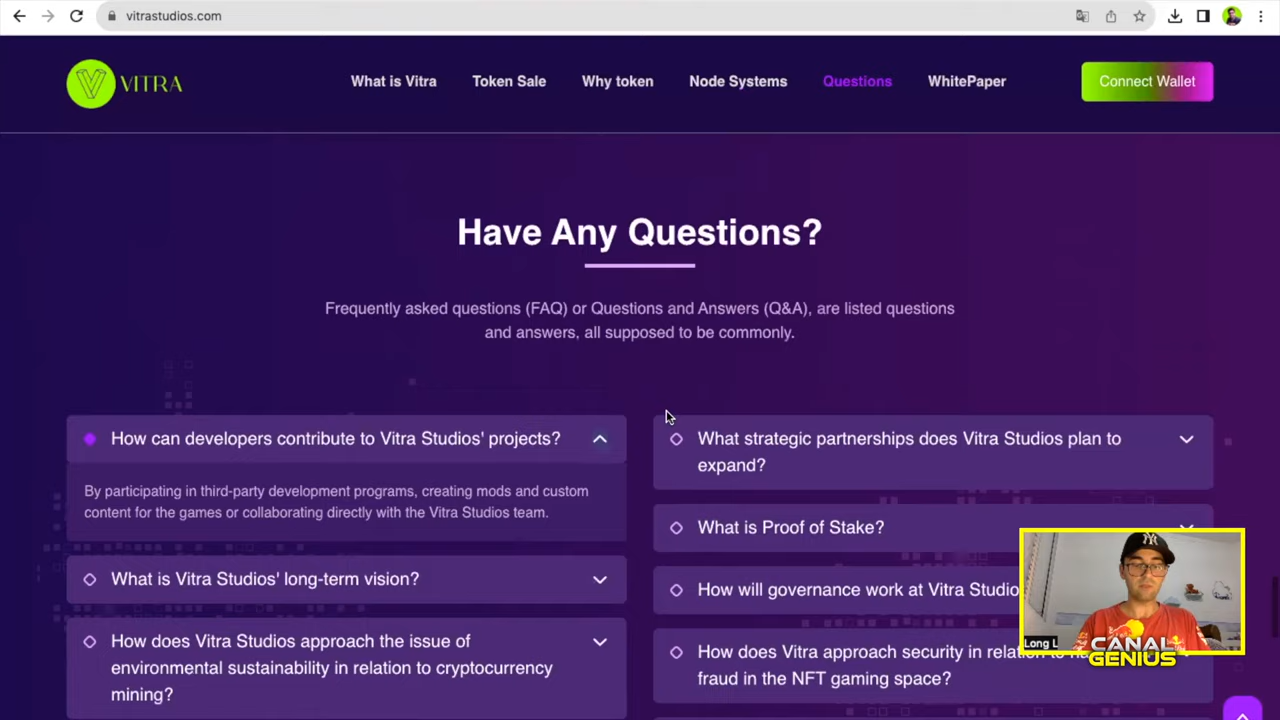 vitrastudios.com
VITRA
What is Vitra
Token Sale
Why token
Node Systems
Questions
WhitePaper
Connect Wallet
Have Any Questions?
Frequently asked questions (FAQ) or Questions and Answers (Q&A), are listed questions
and answers, all supposed to be commonly.
How can developers contribute to Vitra Studios' projects?
By participating in third-party development programs, creating mods and custom
content for the games or collaborating directly with the Vitra Studios team.
What is Vitra Studios' long-term vision?
How does Vitra Studios approach the issue of
environmental sustainability in relation to cryptocurrency
mining?
What strategic partnerships does Vitra Studios plan to
expand?
What is Proof of Stake?
How will governance work at Vitra Studio
How does Vitra approach security in relation to
fraud in the NFT gaming space?
Long L
CANAL
GENIUS